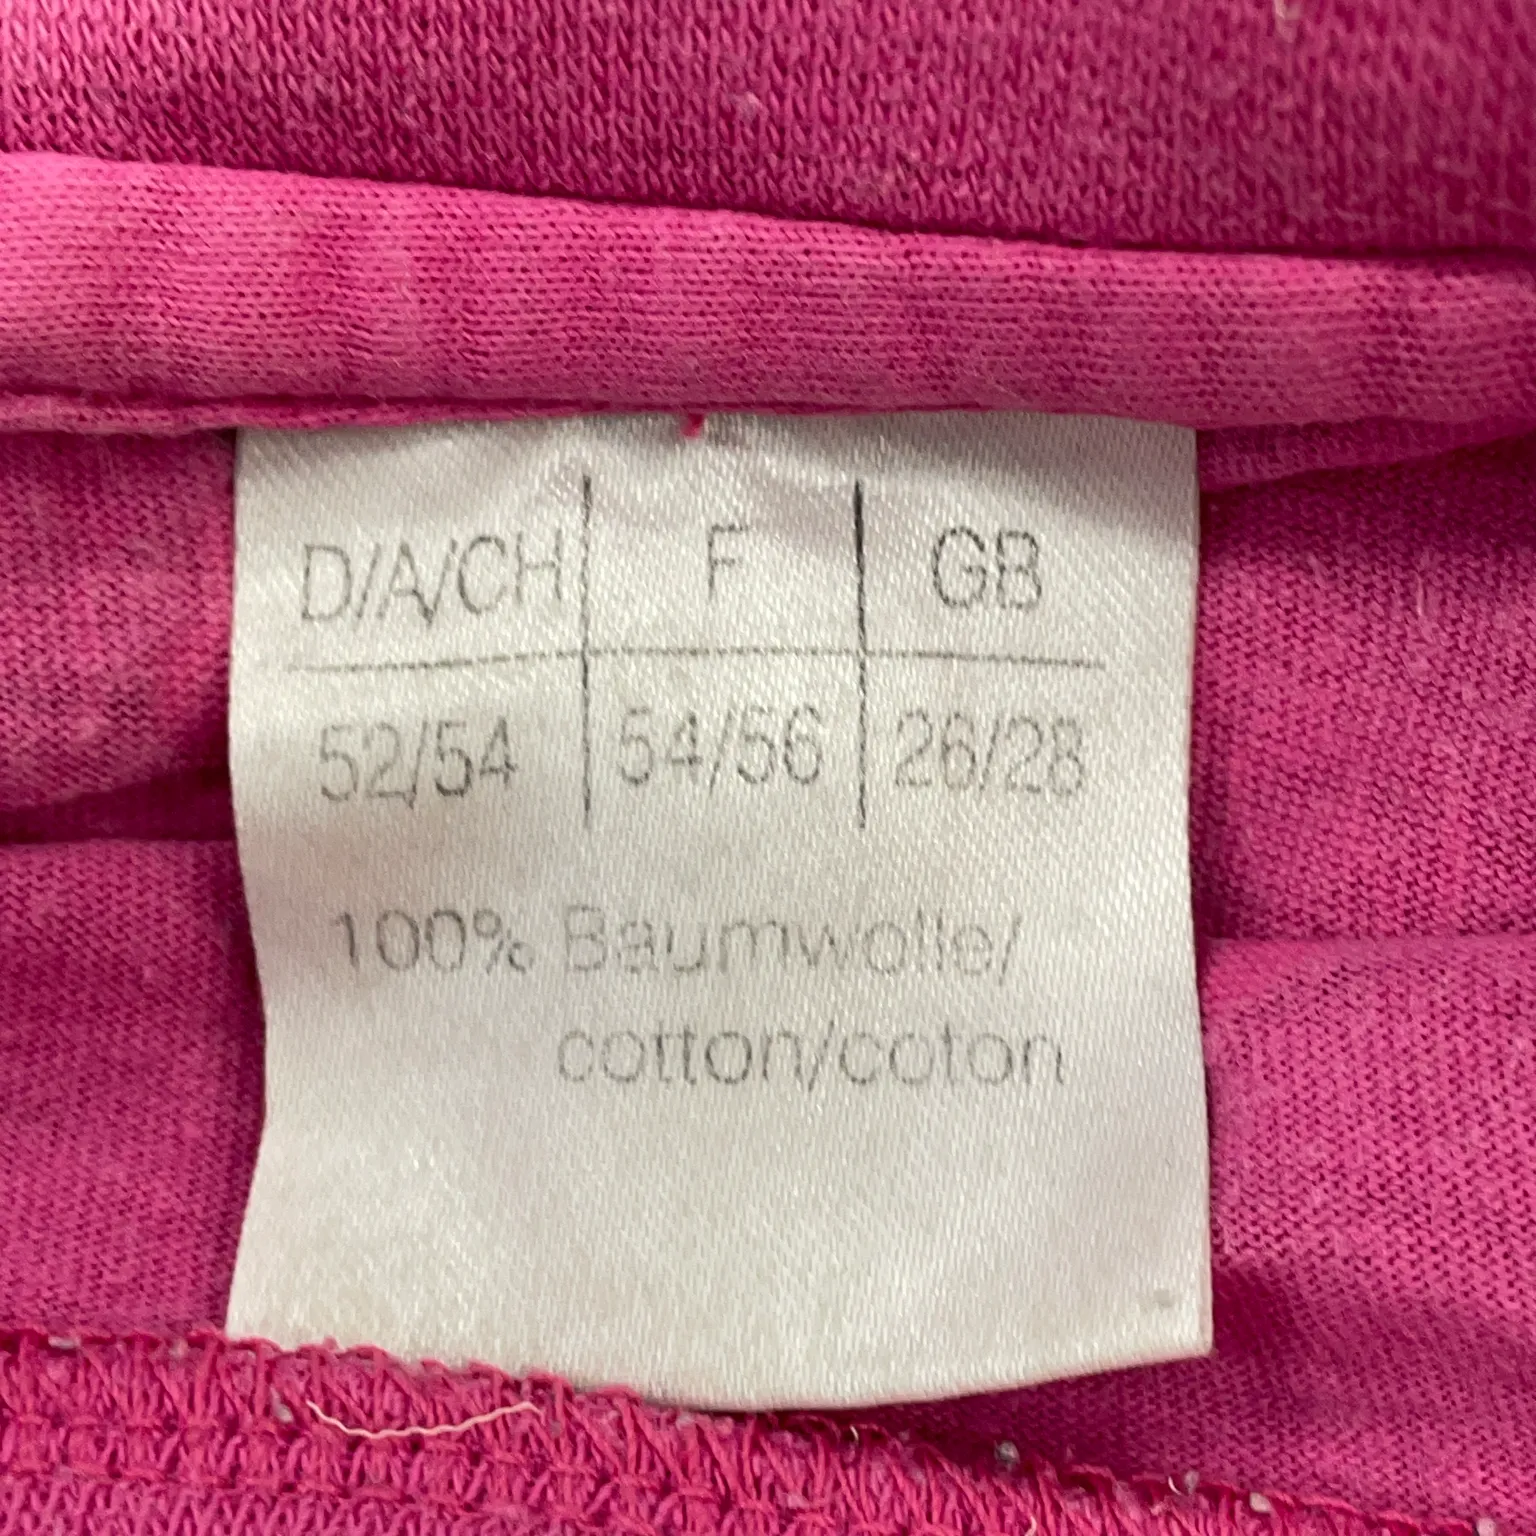 D/A/CH F GB
52/54 54/56 26/28
100% Baumwolle/
cotton/coton